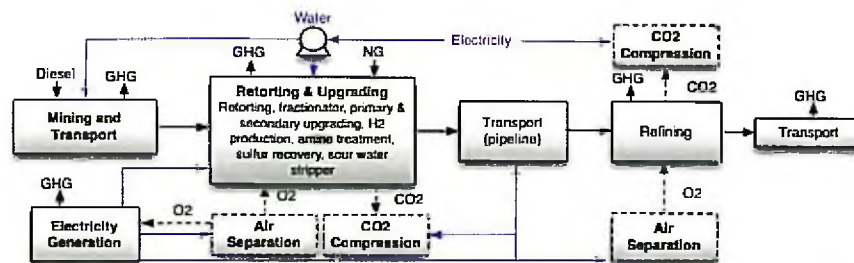 Water
Electricity
CO2
Compression
Diesel
GHG
GHG
NG
GHG
CO2
Mining and
Transport
Retorting & Upgrading
Retorting, fractionator, primary &
secondary upgrading, H2
production, amine treatment,
sulfur recovery, sour water
stripper
Transport
(pipeline)
Refining
GHG
Transport
GHG
O2
O2
CO2
O2
Electricity
Generation
Air
Separation
CO2
Compression
Air
Separation